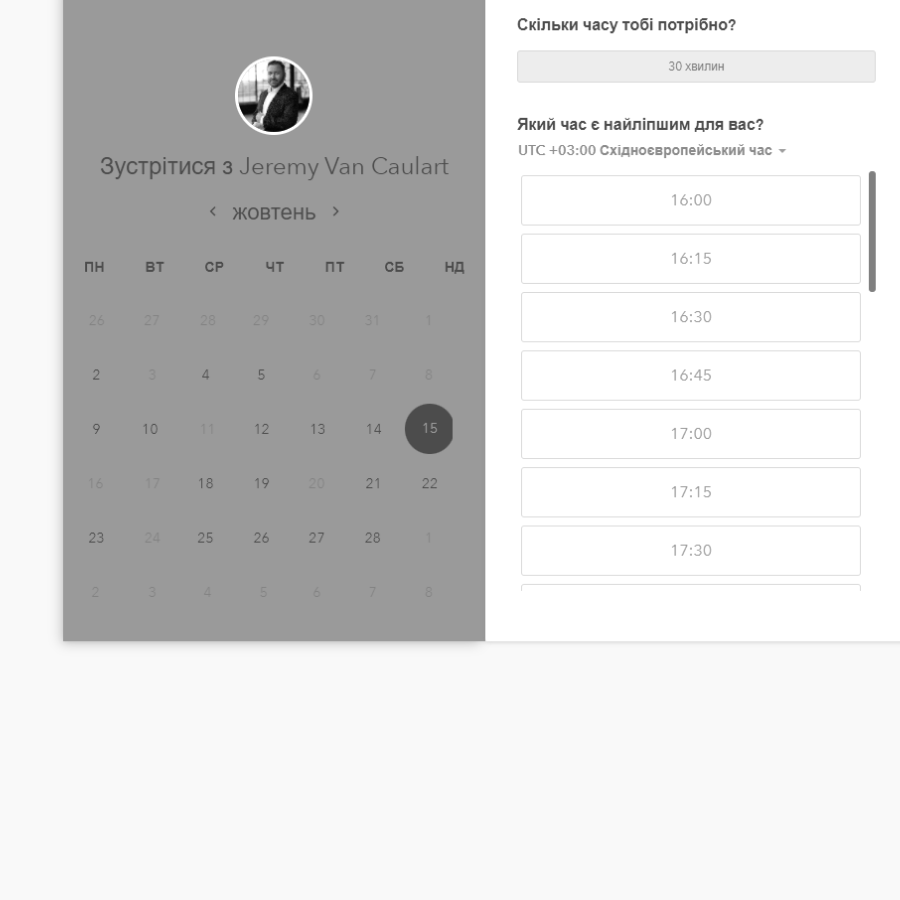 Зустрітися з Jeremy Van Caulart
жовтень
ПН ВТ СР ЧТ ПТ СБ НД
26 27 28 29 30 31 1
2 3 4 5 6 7 8
9 10 11 12 13 14 15
16 17 18 19 20 21 22
23 24 25 26 27 28 1
2 3 4 5 6 7 8
Скільки часу тобі потрібно?
30 хвилин
Який час є найліпшим для вас?
UTC +03:00 Східноєвропейський час
16:00
16:15
16:30
16:45
17:00
17:15
17:30